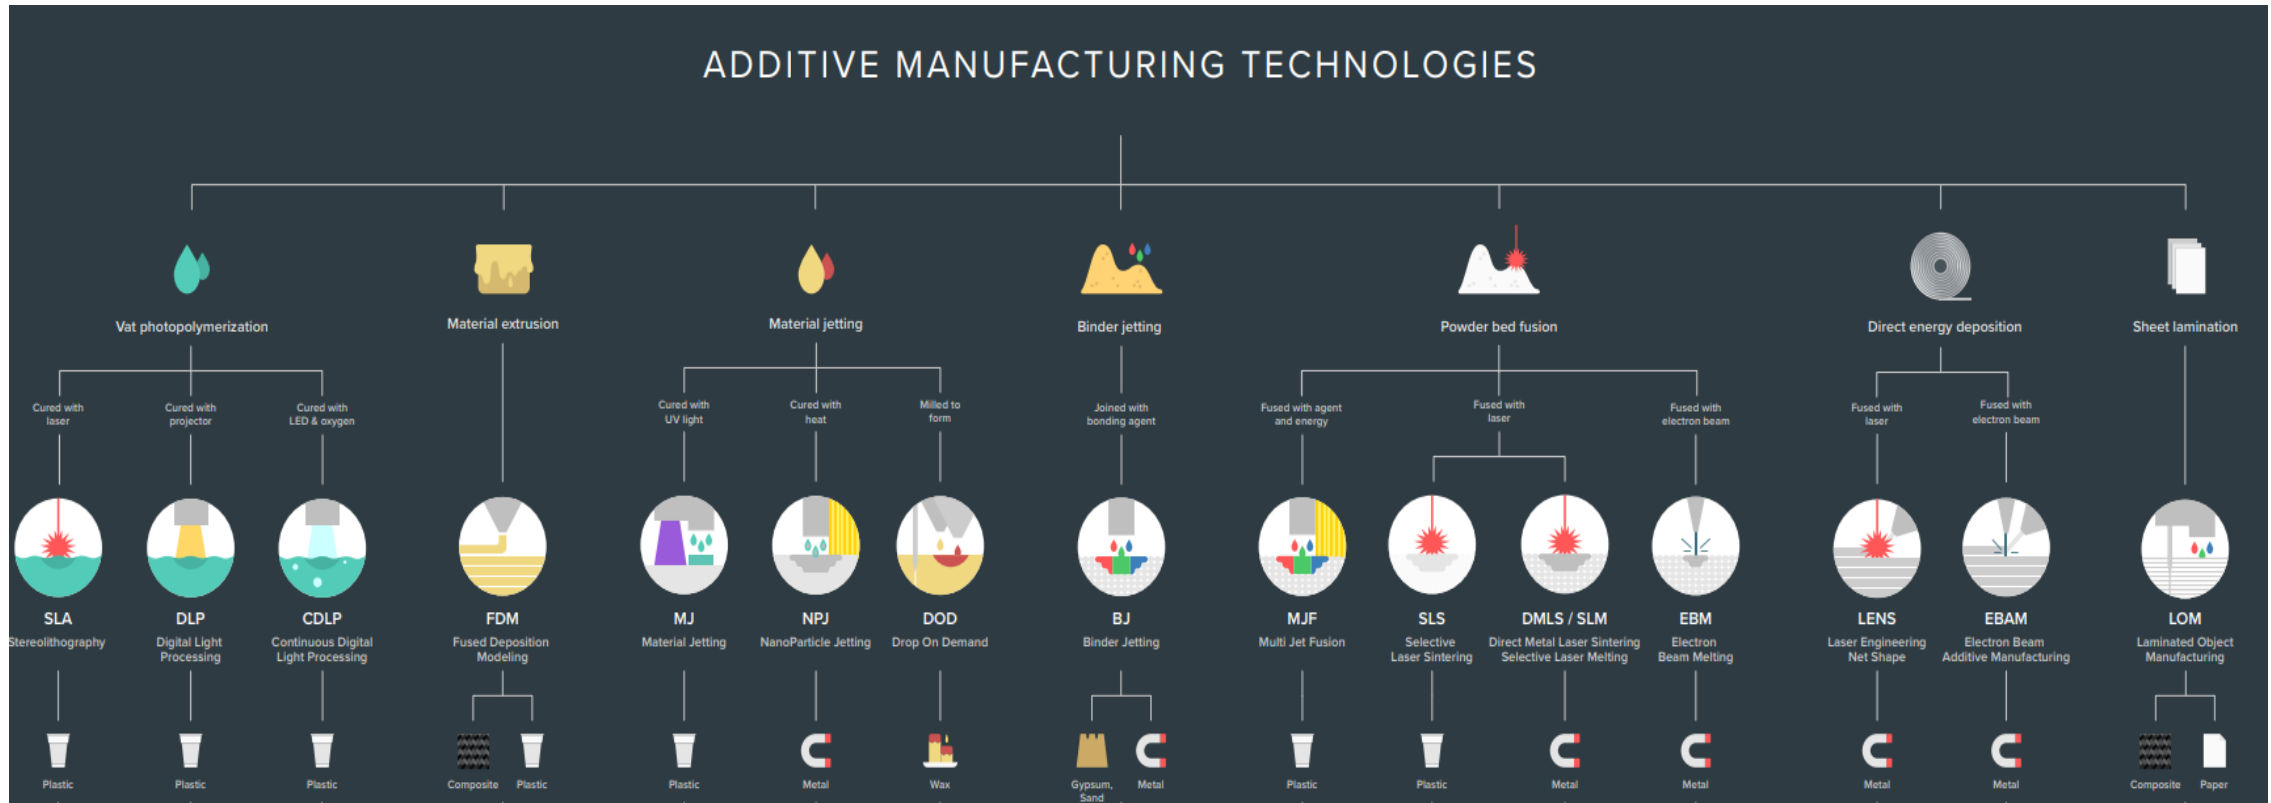 ADDITIVE MANUFACTURING TECHNOLOGIES
Vat photopolymerization
Material extrusion
Material jetting
Binder jetting
Powder bed fusion
Direct energy deposition
Sheet lamination
Cured with
laser
Cured with
projector
Cured with
LED & oxygen
Cured with
UV light
Cured with
heat
Milled to
form
Joined with
bonding agent
Fused with agent
and energy
Fused with
laser
Fused with
electron beam
Fused with
laser
Fused with
electron beam
SLA
Stereolithography
DLP
Digital Light
Processing
CDLP
Continuous Digital
Light Processing
FDM
Fused Deposition
Modeling
MJ
Material Jetting
NPJ
NanoParticle Jetting
DOD
Drop On Demand
BJ
Binder Jetting
MJF
Multi Jet Fusion
SLS
Selective
Laser Sintering
DMLS / SLM
Direct Metal Laser Sintering
Selective Laser Melting
EBM
Electron
Beam Melting
LENS
Laser Engineering
Net Shape
EBAM
Electron Beam
Additive Manufacturing
LOM
Laminated Object
Manufacturing
Plastic
Plastic
Plastic
Composite
Plastic
Plastic
Metal
Wax
Gypsum,
Sand
Metal
Plastic
Plastic
Metal
Metal
Metal
Metal
Composite
Paper